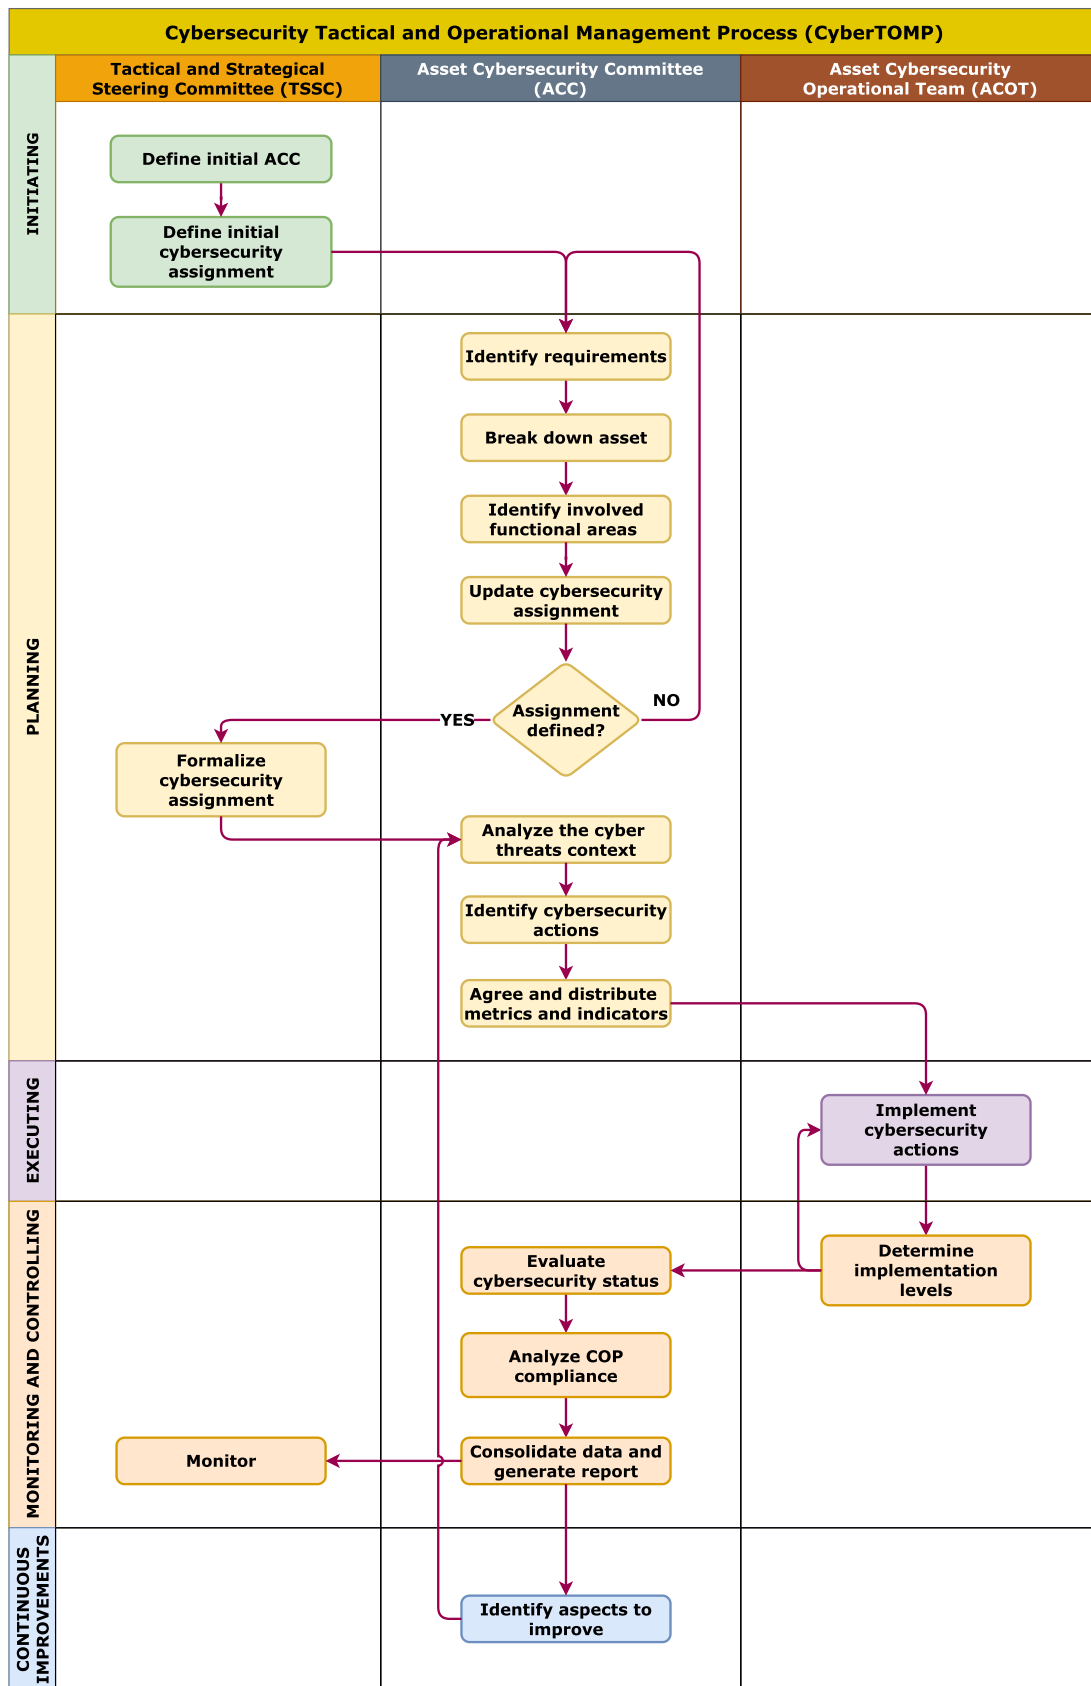 Cybersecurity Tactical and Operational Management Process (CyberTOMP)
Tactical and Strategical
Steering Committee (TSSC)
Asset Cybersecurity Committee
(ACC)
Asset Cybersecurity
Operational Team (ACOT)
INITIATING
Define initial ACC
Define initial
cybersecurity
assignment
PLANNING
Identify requirements
Break down asset
Identify involved
functional areas
Update cybersecurity
assignment
Assignment
defined?
NO
YES
Formalize
cybersecurity
assignment
Analyze the cyber
threats context
Identify cybersecurity
actions
Agree and distribute
metrics and indicators
EXECUTING
Implement
cybersecurity
actions
MONITORING AND CONTROLLING
Determine
implementation
levels
Evaluate
cybersecurity status
Analyze COP
compliance
Consolidate data and
generate report
Monitor
CONTINUOUS
IMPROVEMENTS
Identify aspects to
improve